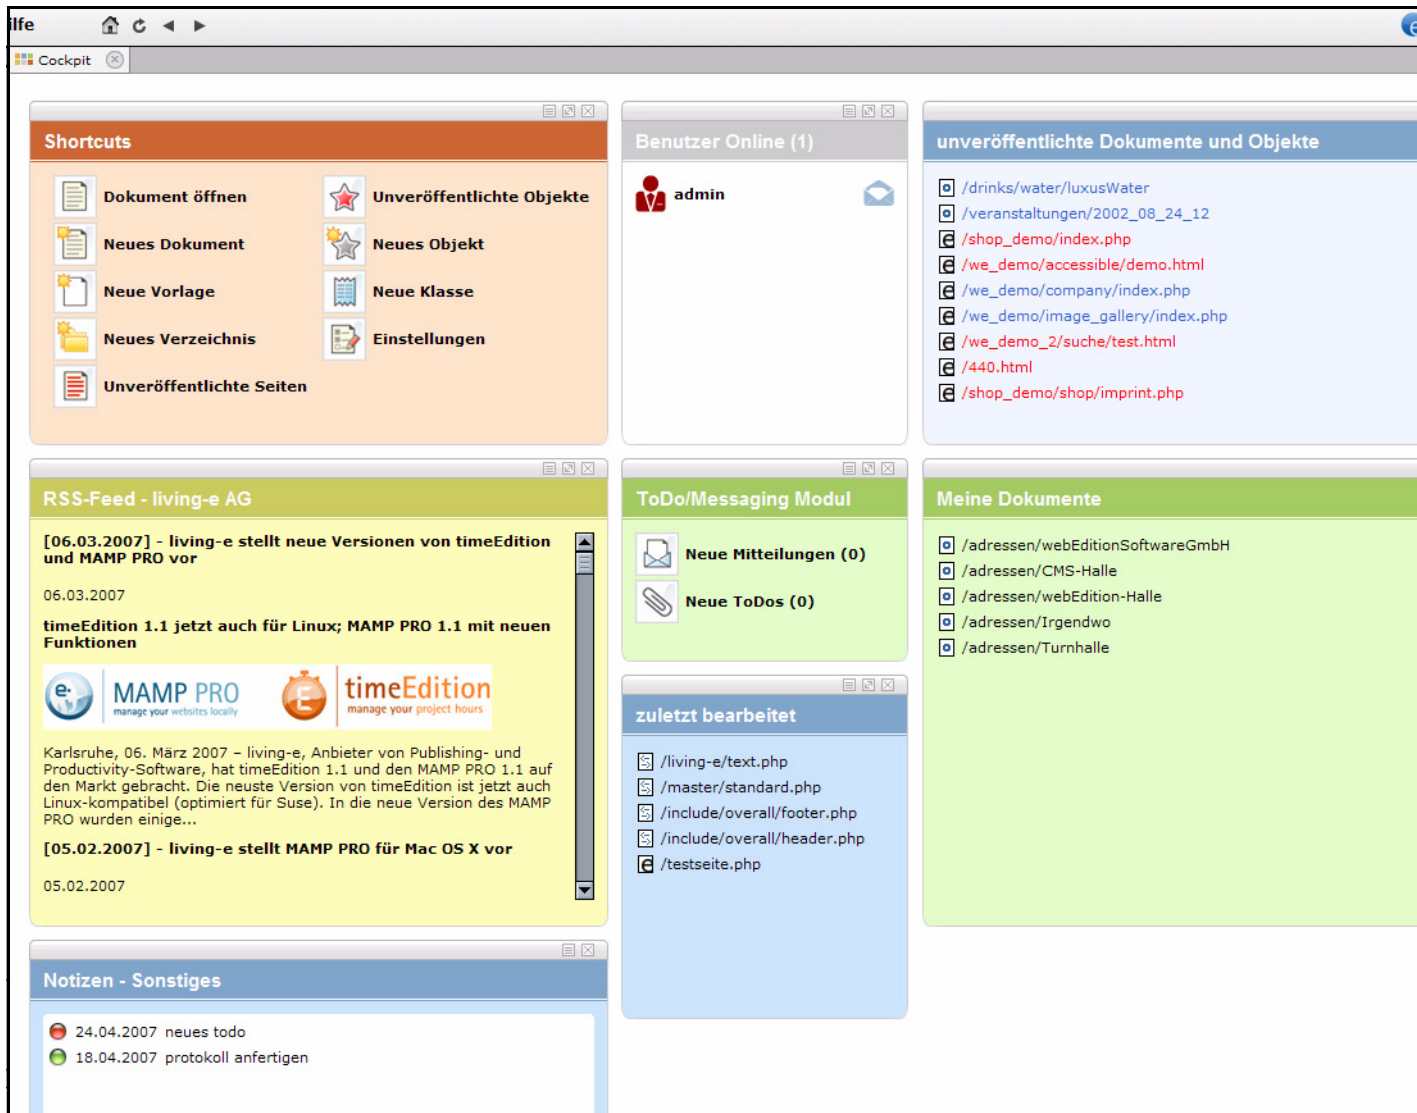 ilfe
Cockpit
Shortcuts
Dokument öffnen
Unveröffentlichte Objekte
Neues Dokument
Neues Objekt
Neue Vorlage
Neue Klasse
Neues Verzeichnis
Einstellungen
Unveröffentlichte Seiten
Benutzer Online (1)
admin
unveröffentlichte Dokumente und Objekte
/drinks/water/luxusWater
/veranstaltungen/2002_08_24_12
/shop_demo/index.php
/we_demo/accessible/demo.html
/we_demo/company/index.php
/we_demo/image_gallery/index.php
/we_demo_2/suche/test.html
/440.html
/shop_demo/shop/imprint.php
RSS-Feed - living-e AG
[06.03.2007] - living-e stellt neue Versionen von timeEdition
und MAMP PRO vor
06.03.2007
timeEdition 1.1 jetzt auch für Linux; MAMP PRO 1.1 mit neuen
Funktionen
MAMP PRO
manage your websites locally
timeEdition
manage your project hours
Karlsruhe, 06. März 2007 – living-e, Anbieter von Publishing- und
Productivity-Software, hat timeEdition 1.1 und den MAMP PRO 1.1 auf
den Markt gebracht. Die neuste Version von timeEdition ist jetzt auch
Linux-kompatibel (optimiert für Suse). In die neue Version des MAMP
PRO wurden einige...
[05.02.2007] - living-e stellt MAMP PRO für Mac OS X vor
05.02.2007
ToDo/Messaging Modul
Neue Mitteilungen (0)
Neue ToDos (0)
Meine Dokumente
/adressen/webEditionSoftwareGmbH
/adressen/CMS-Halle
/adressen/webEdition-Halle
/adressen/Irgendwo
/adressen/Turnhalle
zuletzt bearbeitet
/living-e/text.php
/master/standard.php
/include/overall/footer.php
/include/overall/header.php
/testseite.php
Notizen - Sonstiges
24.04.2007 neues todo
18.04.2007 protokoll anfertigen